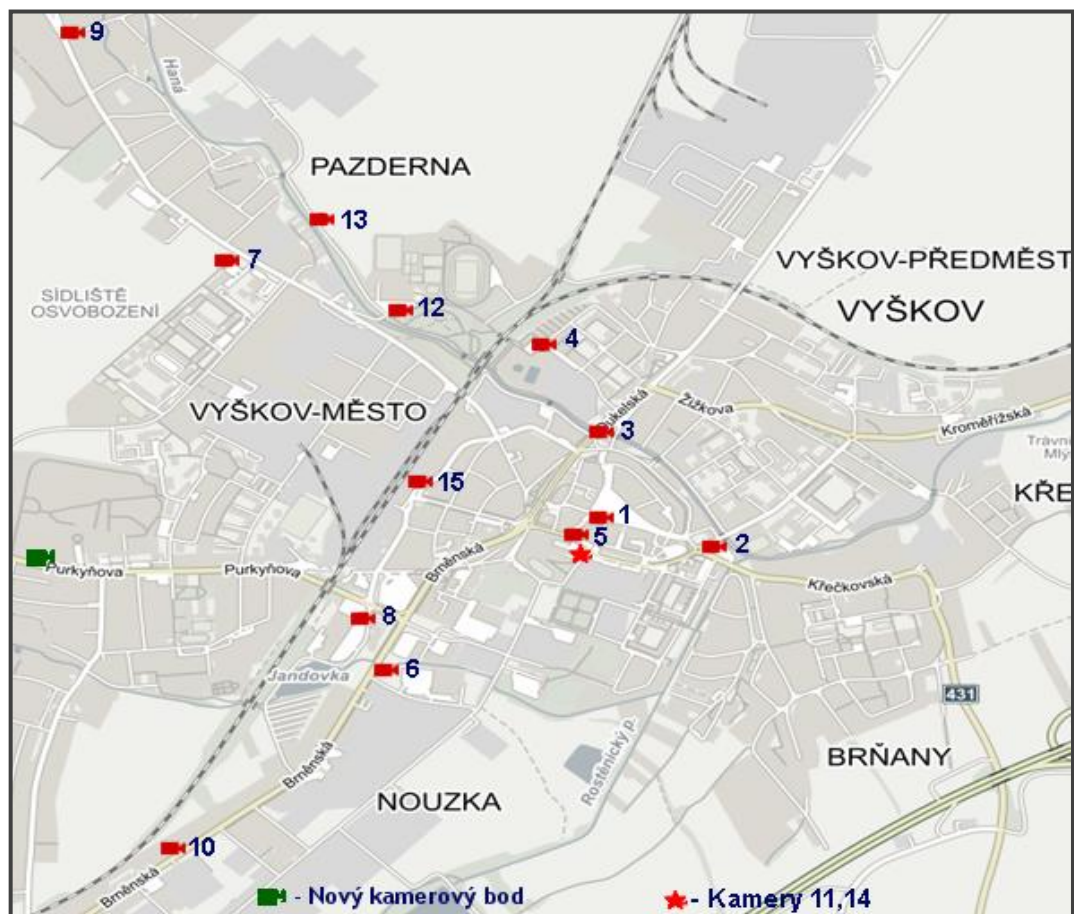 9
Haná
PAZDERNA
13
7
VYŠKOV-PŘEDMĚST
SÍDLIŠTĚ
OSVOBOZENÍ
12
VYŠKOV
4
VYŠKOV-MĚSTO
Dukelská
Žižkova
3
Kroměřížská
Trávn
Mlý
15
KŘE
1
5
2
Brněnská
Purkyňova
Purkyňova
Křečkovská
8
6
Jandovka
431
Rostěnický p.
BRŇANY
Brněnská
NOUZKA
10
Brněnská
- Nový kamerový bod
- Kamery 11,14